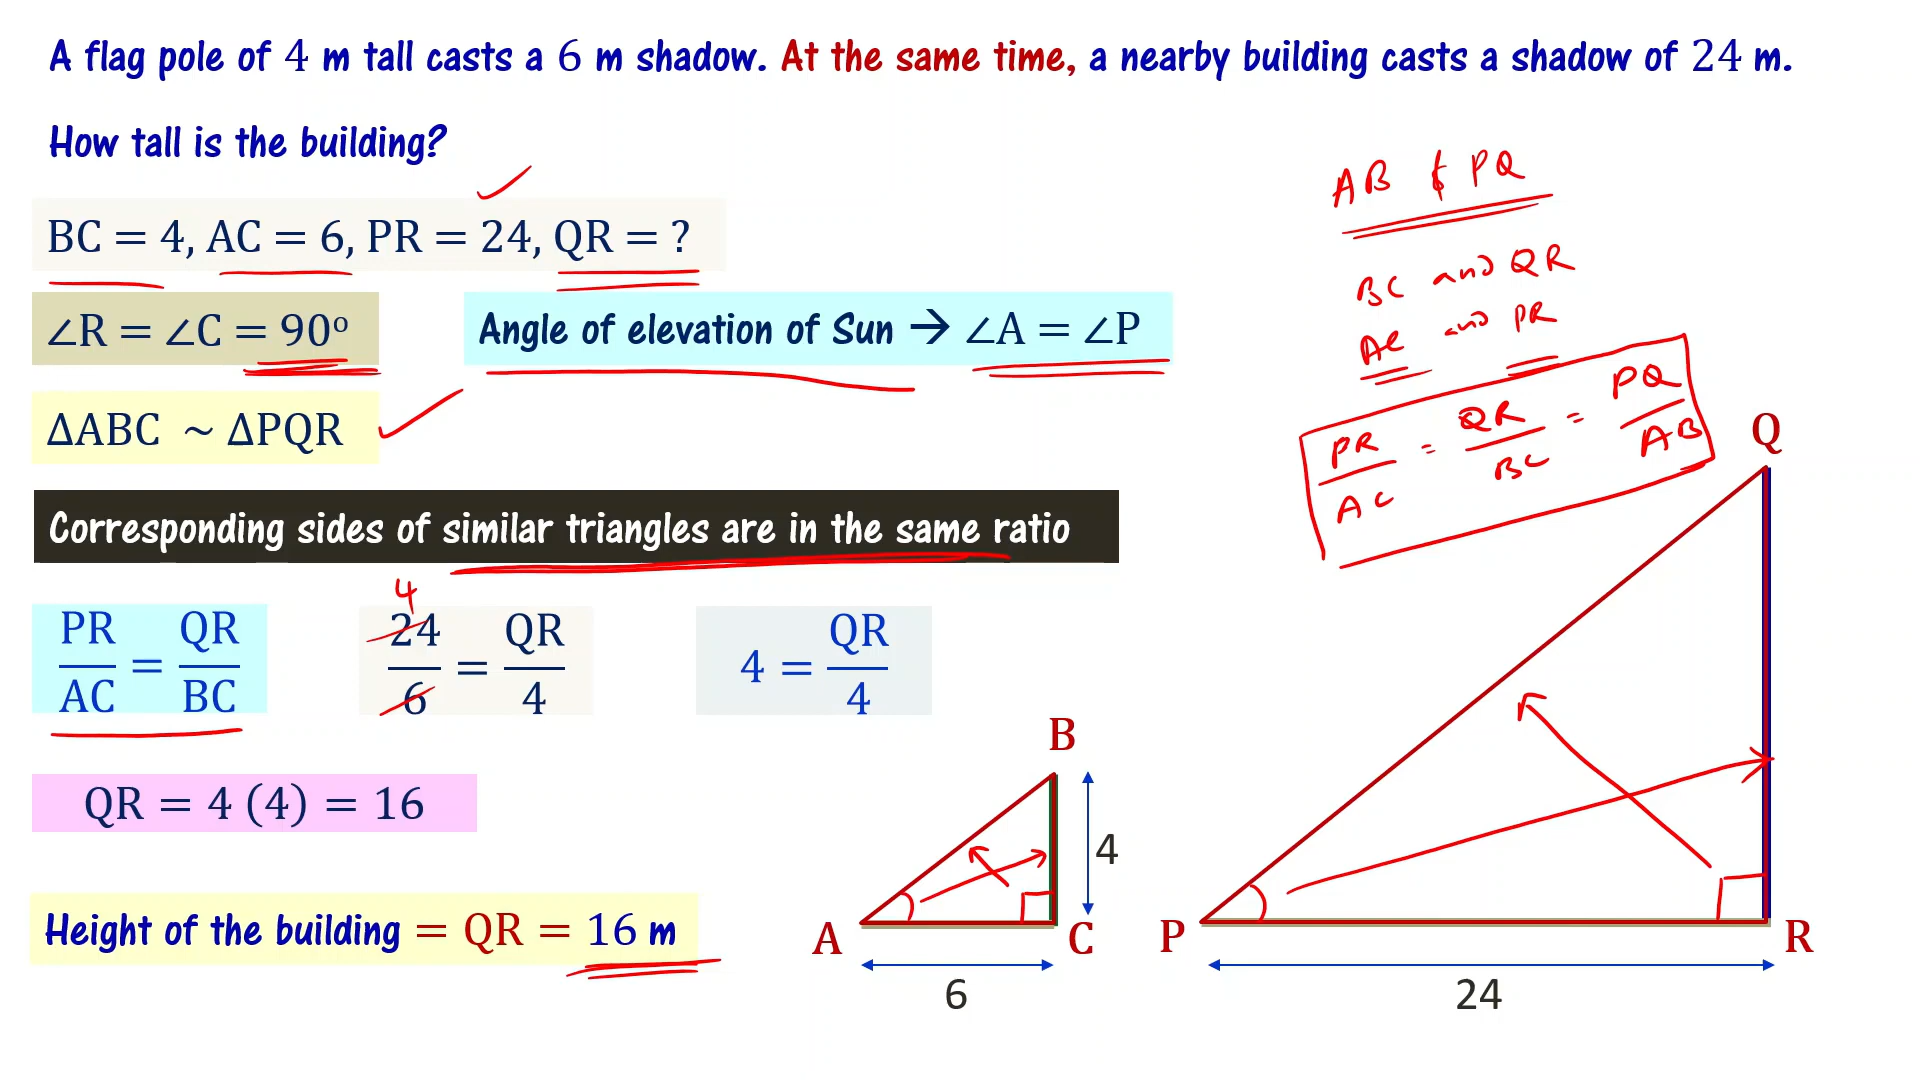 A flag pole of 4 m tall casts a 6 m shadow. At the same time, a nearby building casts a shadow of 24 m.
How tall is the building?
AB & PQ
BC = 4, AC = 6, PR = 24, QR = ?
BC and QR
AC and PR
∠R = ∠C = 90°
Angle of elevation of Sun → ∠A = ∠P
PR/AC = QR/BC = PQ/AB
ΔABC ~ ΔPQR
Q
Corresponding sides of similar triangles are in the same ratio
4
PR/AC = QR/BC
24/6 = QR/4
4 = QR/4
B
QR = 4 (4) = 16
4
Height of the building = QR = 16 m
A
C
P
R
6
24